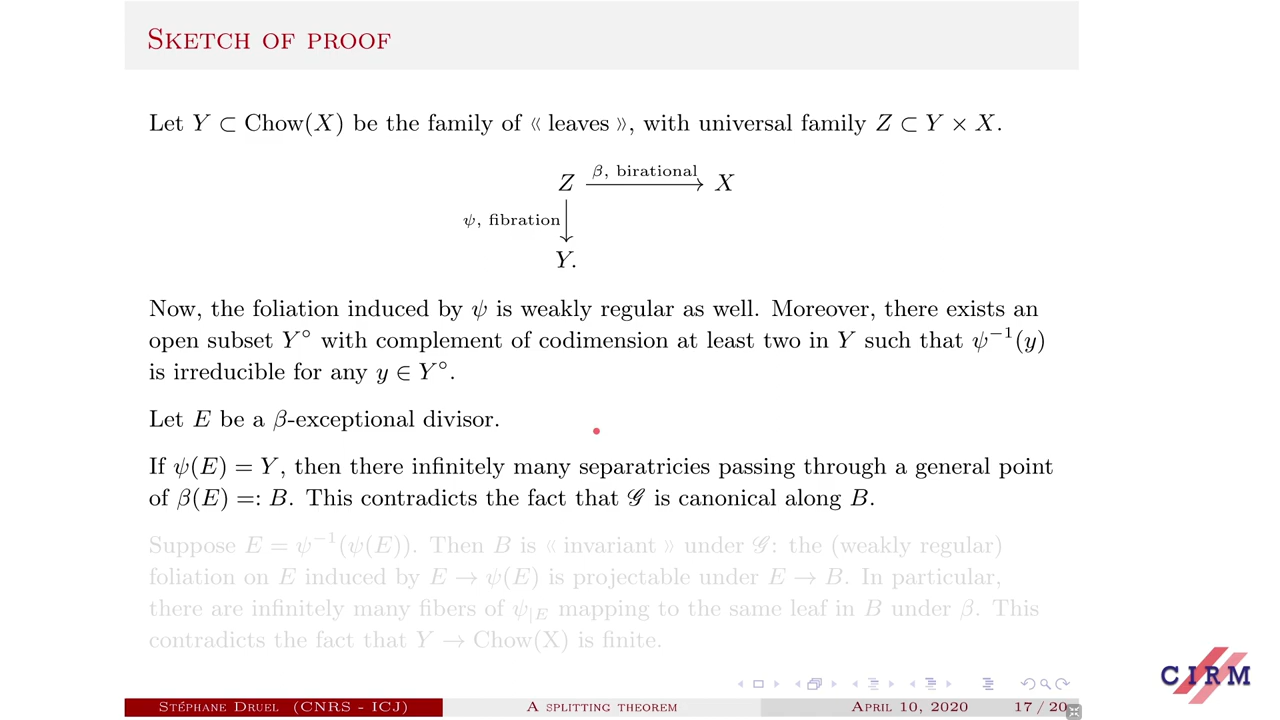 Sketch of proof
Let Y ⊂ Chow(X) be the family of « leaves », with universal family Z ⊂ Y × X.
β, birational
Z X
ψ, fibration
Y.
Now, the foliation induced by ψ is weakly regular as well. Moreover, there exists an
open subset Y° with complement of codimension at least two in Y such that ψ⁻¹(y)
is irreducible for any y ∈ Y°.
Let E be a β-exceptional divisor.
If ψ(E) = Y, then there infinitely many separatricies passing through a general point
of β(E) =: B. This contradicts the fact that 𝒢 is canonical along B.
Suppose E = ψ⁻¹(ψ(E)). Then B is « invariant » under 𝒢: the (weakly regular)
foliation on E induced by E → ψ(E) is projectable under E → B. In particular,
there are infinitely many fibers of ψ|E mapping to the same leaf in B under β. This
contradicts the fact that Y → Chow(X) is finite.
CIRM
Stéphane Druel (CNRS - ICJ) A splitting theorem April 10, 2020 17 / 20